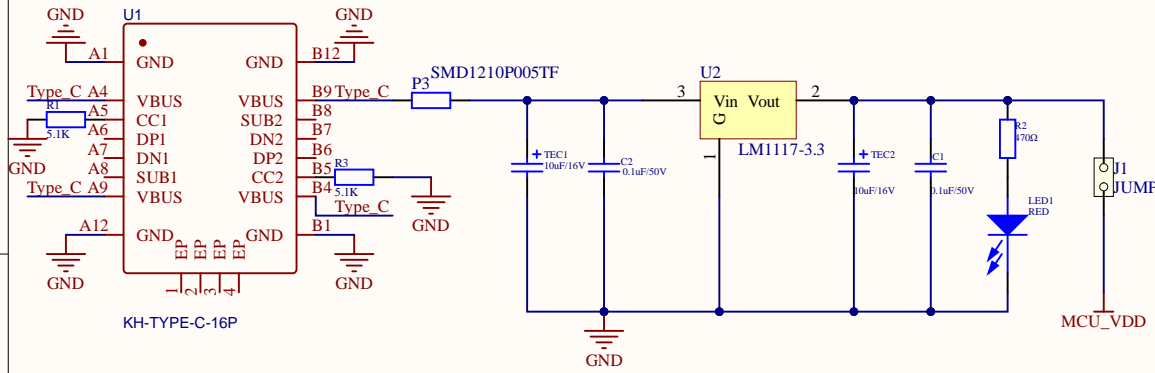 GND
U1
GND
A1
GND
GND
B12
Type_C
A4
VBUS
VBUS
B9
Type_C
P3
SMD1210P005TF
R1
5.1K
A5
CC1
SUB2
B8
GND
A6
DP1
DN2
B7
A7
DN1
DP2
B6
A8
SUB1
CC2
B5
R3
5.1K
Type_C
A9
VBUS
VBUS
B4
Type_C
GND
A12
GND
GND
B1
GND
GND
EP
EP
EP
EP
1
2
3
4
KH-TYPE-C-16P
TEC1
10uF/16V
C2
0.1uF/50V
U2
3
Vin
Vout
2
G
1
LM1117-3.3
TEC2
10uF/16V
C1
0.1uF/50V
R2
470Ω
LED1
RED
J1
JUMP
MCU_VDD
GND